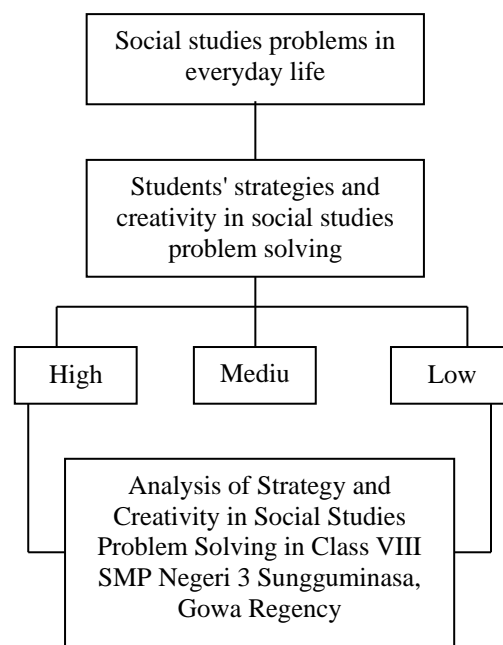 Social studies problems in
everyday life
Students' strategies and
creativity in social studies
problem solving
High
Mediu
Low
Analysis of Strategy and
Creativity in Social Studies
Problem Solving in Class VIII
SMP Negeri 3 Sungguminasa,
Gowa Regency